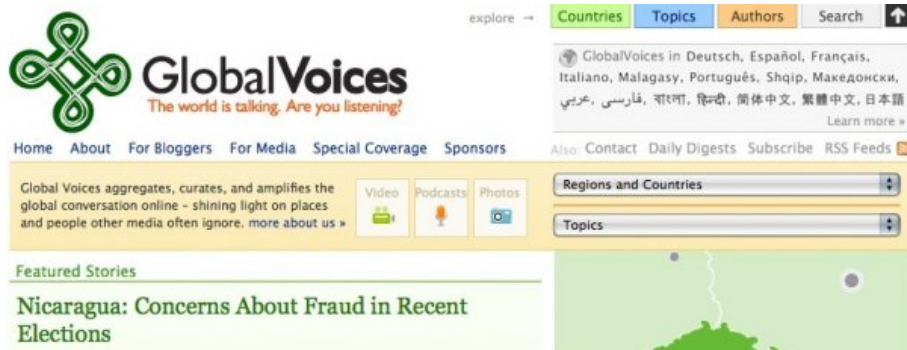 explore → Countries Topics Authors Search
GlobalVoices
The world is talking. Are you listening?
GlobalVoices in Deutsch, Español, Français,
Italiano, Malagasy, Português, Shqip, Македонски,
عربي, فارسی, বাংলা, हिन्दी, 简体中文, 繁體中文, 日本語
Learn more »
Home About For Bloggers For Media Special Coverage Sponsors
Also: Contact Daily Digests Subscribe RSS Feeds
Global Voices aggregates, curates, and amplifies the
global conversation online – shining light on places
and people other media often ignore. more about us »
Video Podcasts Photos
Regions and Countries
Topics
Featured Stories
Nicaragua: Concerns About Fraud in Recent
Elections